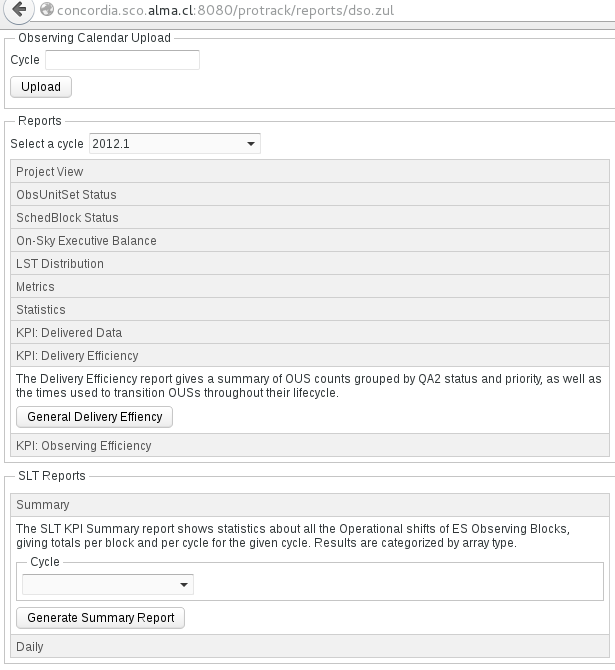 concordia.sco.alma.cl:8080/protrack/reports/dso.zul
Observing Calendar Upload
Cycle
Upload
Reports
Select a cycle 2012.1
Project View
ObsUnitSet Status
SchedBlock Status
On-Sky Executive Balance
LST Distribution
Metrics
Statistics
KPI: Delivered Data
KPI: Delivery Efficiency
The Delivery Efficiency report gives a summary of OUS counts grouped by QA2 status and priority, as well as
the times used to transition OUSs throughout their lifecycle.
General Delivery Effiency
KPI: Observing Efficiency
SLT Reports
Summary
The SLT KPI Summary report shows statistics about all the Operational shifts of ES Observing Blocks,
giving totals per block and per cycle for the given cycle. Results are categorized by array type.
Cycle
Generate Summary Report
Daily